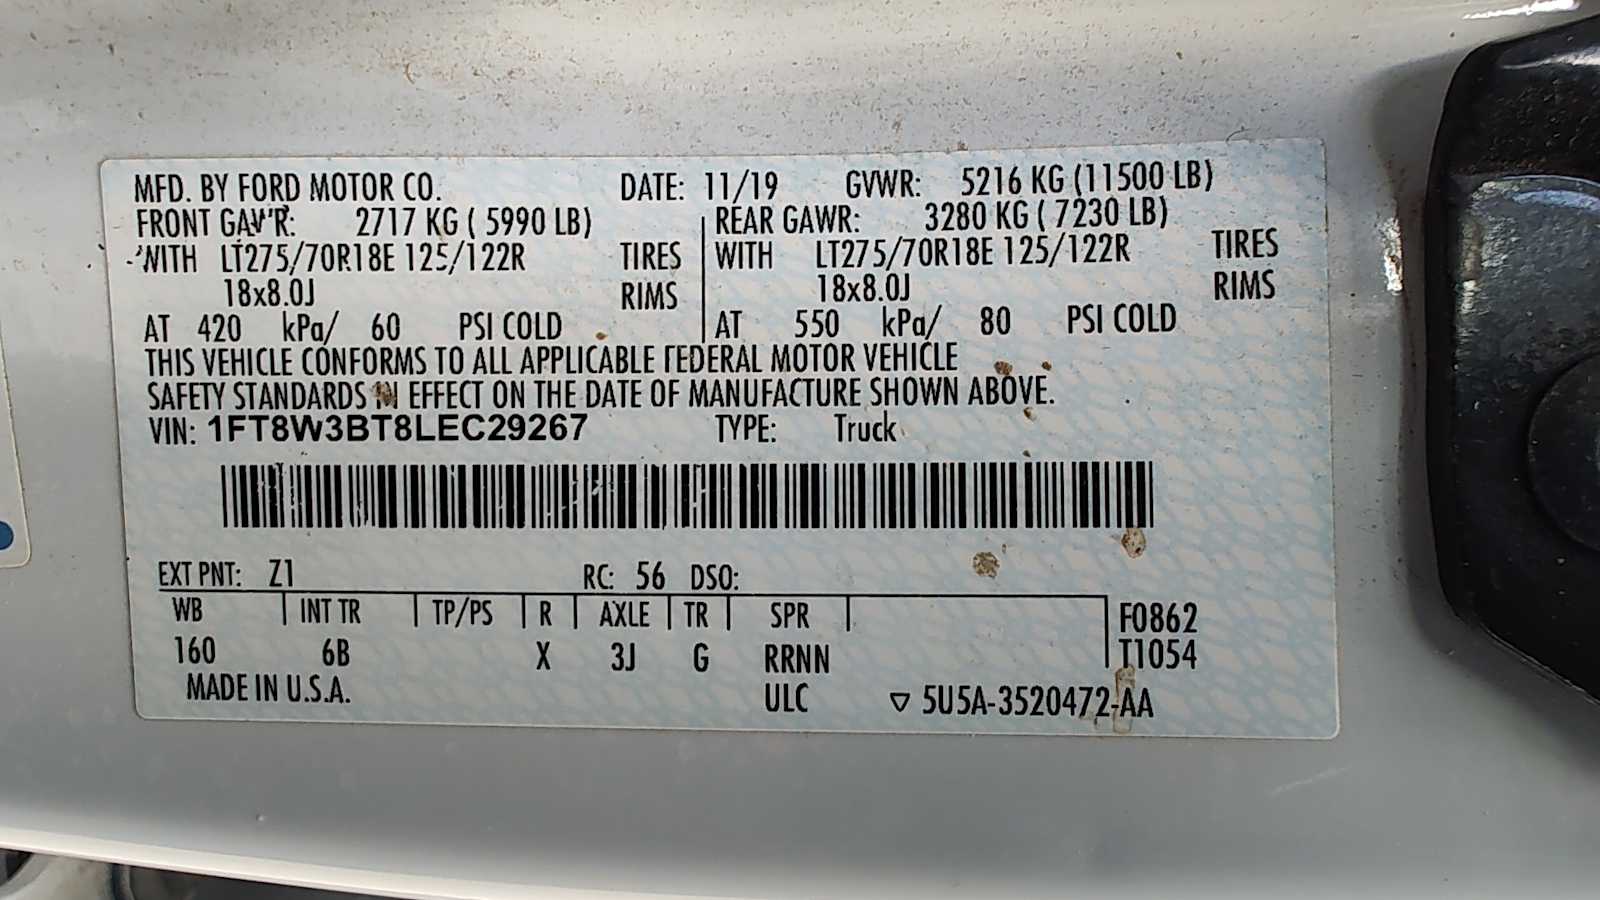 MFD. BY FORD MOTOR CO. DATE: 11/19 GVWR: 5216 KG (11500 LB)
FRONT GAWR: 2717 KG ( 5990 LB) REAR GAWR: 3280 KG ( 7230 LB)
WITH LT275/70R18E 125/122R TIRES WITH LT275/70R18E 125/122R TIRES
18x8.0J RIMS 18x8.0J RIMS
AT 420 kPa/ 60 PSI COLD AT 550 kPa/ 80 PSI COLD
THIS VEHICLE CONFORMS TO ALL APPLICABLE FEDERAL MOTOR VEHICLE
SAFETY STANDARDS IN EFFECT ON THE DATE OF MANUFACTURE SHOWN ABOVE.
VIN: 1FT8W3BT8LEC29267 TYPE: Truck
EXT PNT: Z1 RC: 56 DSO:
WB INT TR TP/PS R AXLE TR SPR F0862
160 6B X 3J G RRNN T1054
MADE IN U.S.A. ULC ▽ 5U5A-3520472-AA